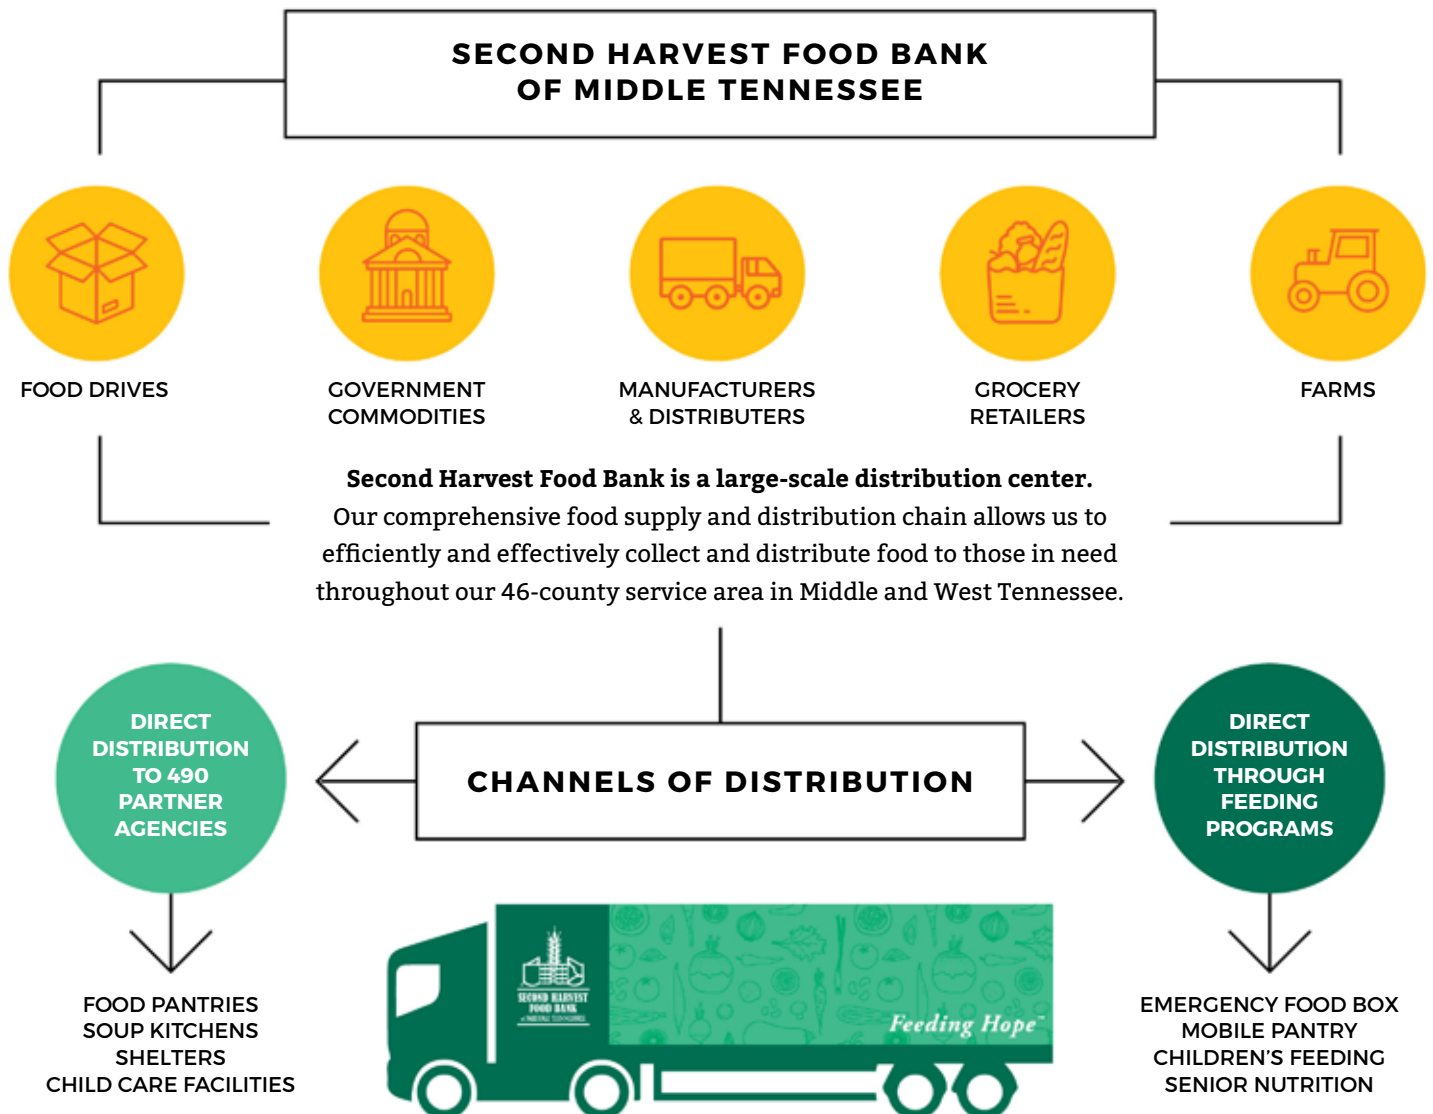 SECOND HARVEST FOOD BANK
OF MIDDLE TENNESSEE
FOOD DRIVES
GOVERNMENT
COMMODITIES
MANUFACTURERS
& DISTRIBUTERS
GROCERY
RETAILERS
FARMS
Second Harvest Food Bank is a large-scale distribution center.
Our comprehensive food supply and distribution chain allows us to
efficiently and effectively collect and distribute food to those in need
throughout our 46-county service area in Middle and West Tennessee.
DIRECT
DISTRIBUTION
TO 490
PARTNER
AGENCIES
CHANNELS OF DISTRIBUTION
DIRECT
DISTRIBUTION
THROUGH
FEEDING
PROGRAMS
FOOD PANTRIES
SOUP KITCHENS
SHELTERS
CHILD CARE FACILITIES
SECOND HARVEST
FOOD BANK
of MIDDLE TENNESSEE
Feeding Hope™
EMERGENCY FOOD BOX
MOBILE PANTRY
CHILDREN’S FEEDING
SENIOR NUTRITION